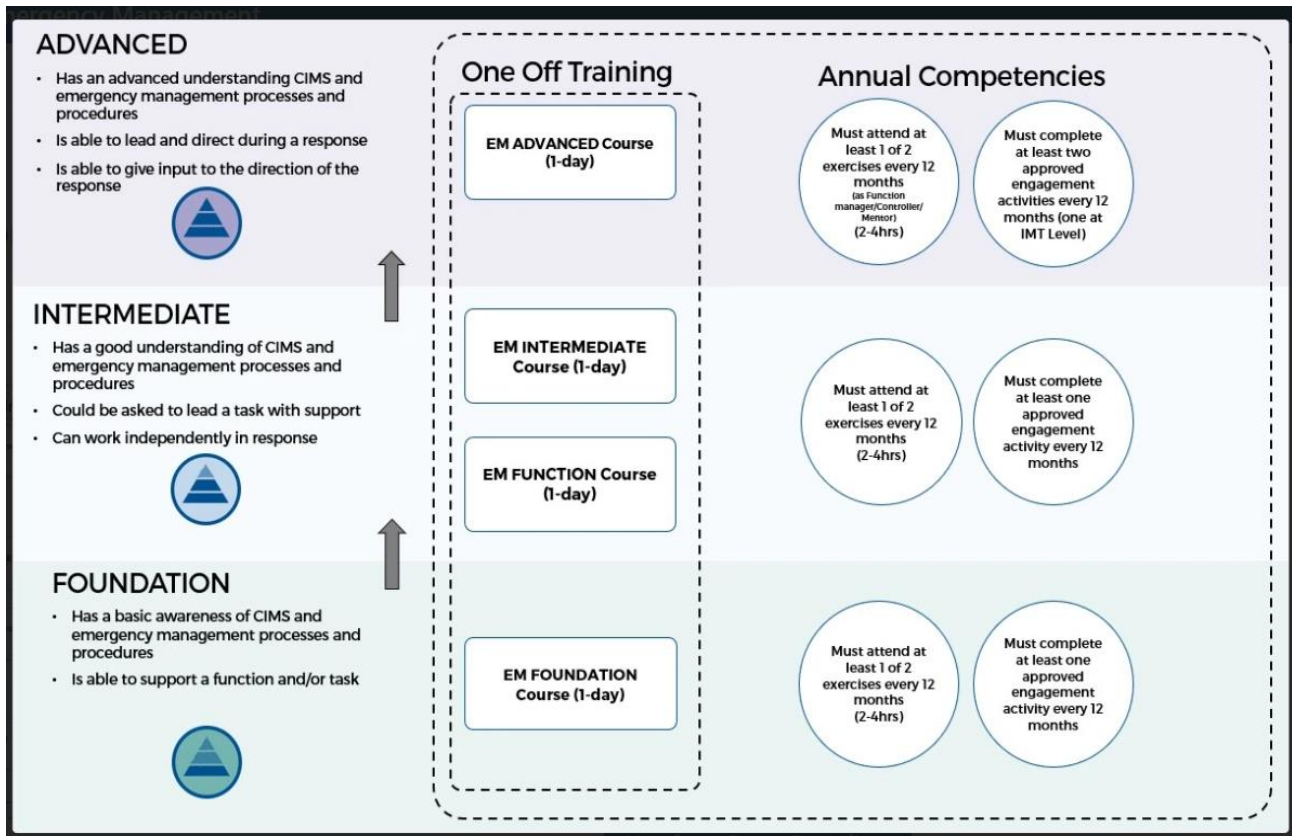 ergency Management
ADVANCED
• Has an advanced understanding CIMS and
emergency management processes and
procedures
• Is able to lead and direct during a response
• Is able to give input to the direction of the
response
One Off Training
EM ADVANCED Course
(1-day)
Annual Competencies
Must attend at
least 1 of 2
exercises every 12
months
(as Function
manager/Controller/
Mentor)
(2-4hrs)
Must complete
at least two
approved
engagement
activities every 12
months (one at
IMT Level)
INTERMEDIATE
• Has a good understanding of CIMS and
emergency management processes and
procedures
• Could be asked to lead a task with support
• Can work independently in response
EM INTERMEDIATE
Course (1-day)
EM FUNCTION Course
(1-day)
Must attend at
least 1 of 2
exercises every 12
months
(2-4hrs)
Must complete
at least one
approved
engagement
activity every 12
months
FOUNDATION
• Has a basic awareness of CIMS and
emergency management processes and
procedures
• Is able to support a function and/or task
EM FOUNDATION
Course (1-day)
Must attend at
least 1 of 2
exercises every 12
months
(2-4hrs)
Must complete
at least one
approved
engagement
activity every 12
months